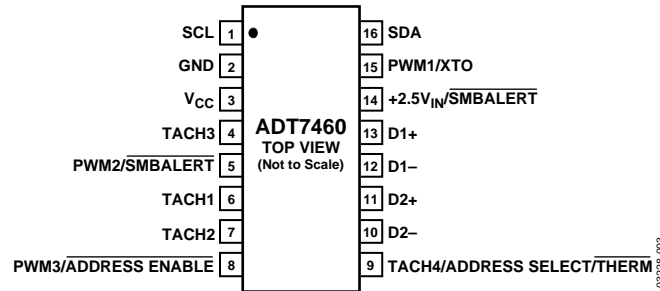 SCL 1 16 SDA
GND 2 15 PWM1/XTO
VCC 3 14 +2.5VIN/SMBALERT
TACH3 4 ADT7460 13 D1+
TOP VIEW
(Not to Scale)
PWM2/SMBALERT 5 12 D1–
TACH1 6 11 D2+
TACH2 7 10 D2–
PWM3/ADDRESS ENABLE 8 9 TACH4/ADDRESS SELECT/THERM